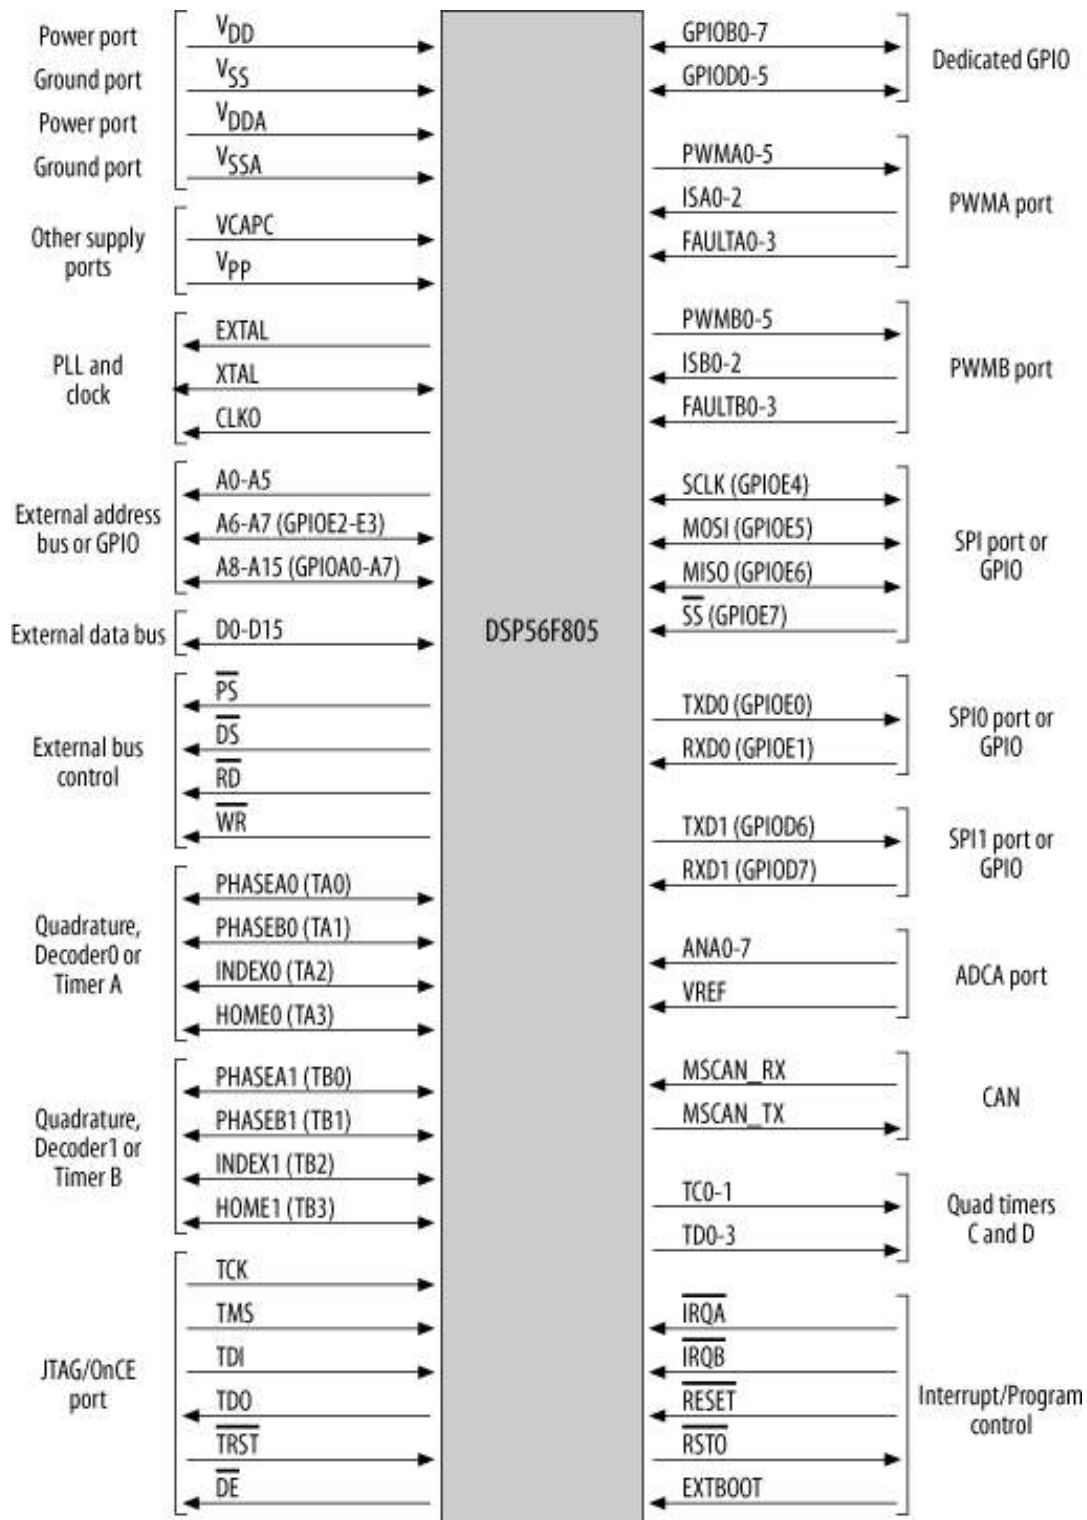 Power port
VDD
Ground port
VSS
Power port
VDDA
Ground port
VSSA
Other supply
ports
VCAPC
VPP
PLL and
clock
EXTAL
XTAL
CLKO
External address
bus or GPIO
A0-A5
A6-A7 (GPIOE2-E3)
A8-A15 (GPIOA0-A7)
External data bus
D0-D15
External bus
control
PS
DS
RD
WR
Quadrature,
Decoder0 or
Timer A
PHASEA0 (TA0)
PHASEB0 (TA1)
INDEX0 (TA2)
HOME0 (TA3)
Quadrature,
Decoder1 or
Timer B
PHASEA1 (TB0)
PHASEB1 (TB1)
INDEX1 (TB2)
HOME1 (TB3)
JTAG/OnCE
port
TCK
TMS
TDI
TDO
TRST
DE
DSP56F805
GPIOB0-7
GPIOD0-5
Dedicated GPIO
PWMA0-5
ISA0-2
FAULTA0-3
PWMA port
PWMB0-5
ISB0-2
FAULTB0-3
PWMB port
SCLK (GPIOE4)
MOSI (GPIOE5)
MISO (GPIOE6)
SS (GPIOE7)
SPI port or
GPIO
TXD0 (GPIOE0)
RXD0 (GPIOE1)
SPI0 port or
GPIO
TXD1 (GPIOD6)
RXD1 (GPIOD7)
SPI1 port or
GPIO
ANA0-7
VREF
ADCA port
MSCAN_RX
MSCAN_TX
CAN
TC0-1
TD0-3
Quad timers
C and D
IRQA
IRQB
RESET
RSTO
EXTBOOT
Interrupt/Program
control